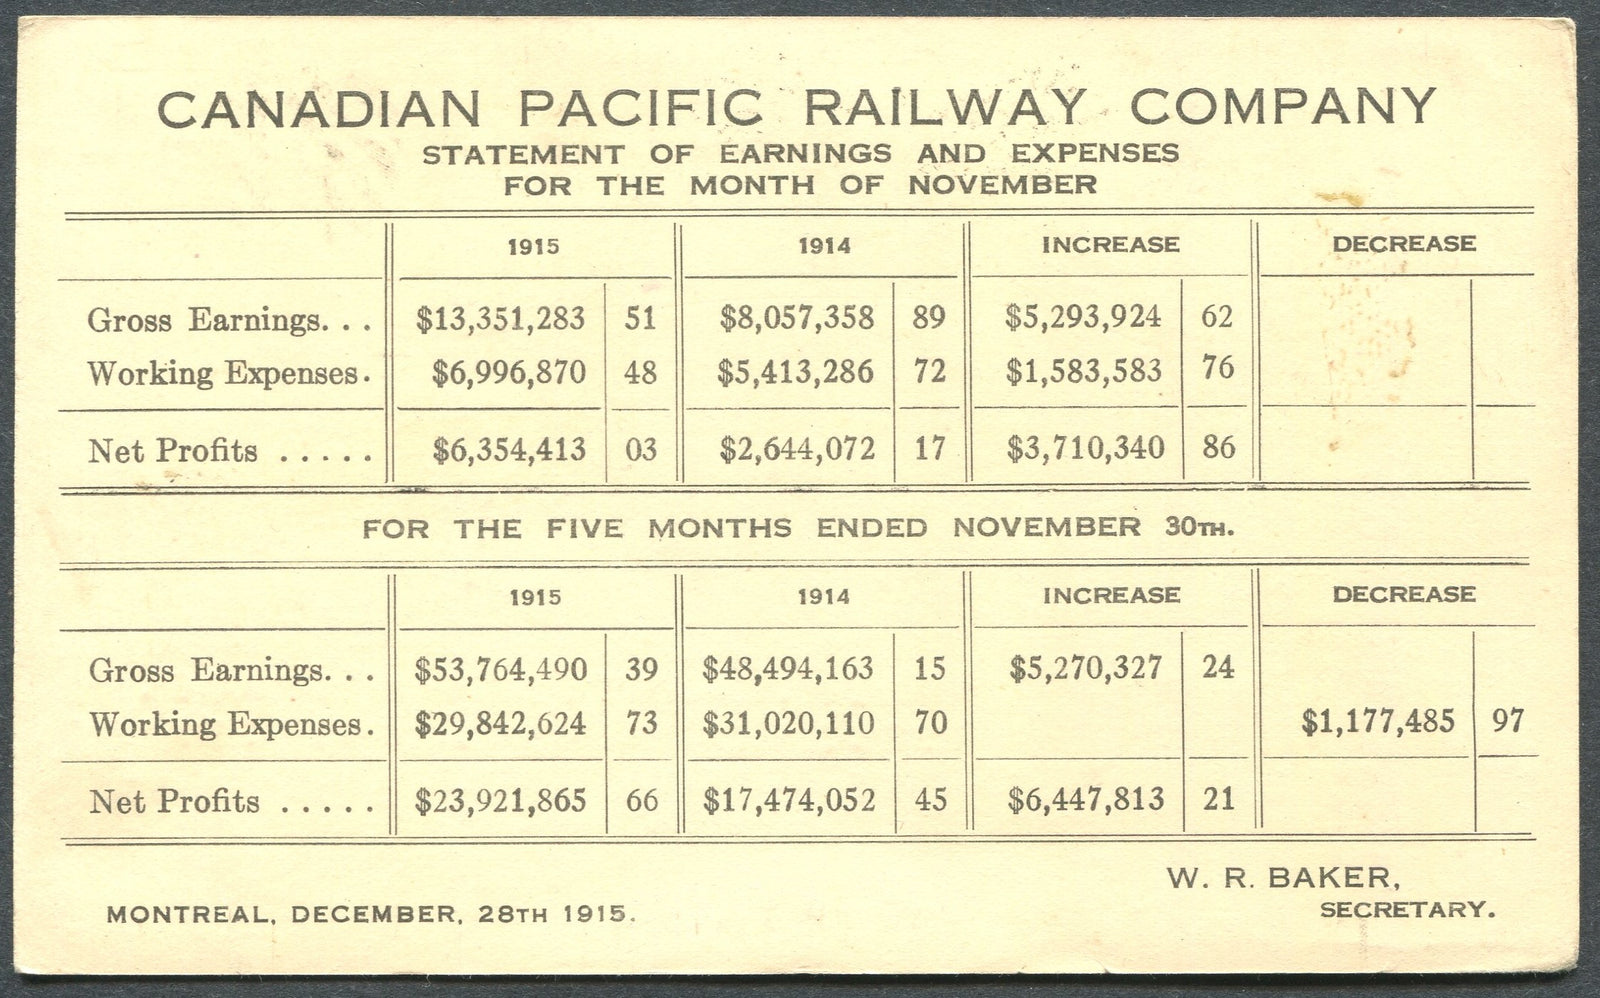 CANADIAN PACIFIC RAILWAY COMPANY
STATEMENT OF EARNINGS AND EXPENSES
FOR THE MONTH OF NOVEMBER
1915 1914 INCREASE DECREASE
Gross Earnings. . . $13,351,283 51 $8,057,358 89 $5,293,924 62
Working Expenses. $6,996,870 48 $5,413,286 72 $1,583,583 76
Net Profits . . . . . $6,354,413 03 $2,644,072 17 $3,710,340 86
FOR THE FIVE MONTHS ENDED NOVEMBER 30TH.
1915 1914 INCREASE DECREASE
Gross Earnings. . . $53,764,490 39 $48,494,163 15 $5,270,327 24
Working Expenses. $29,842,624 73 $31,020,110 70 $1,177,485 97
Net Profits . . . . . $23,921,865 66 $17,474,052 45 $6,447,813 21
W. R. BAKER,
SECRETARY.
MONTREAL, DECEMBER, 28TH 1915.